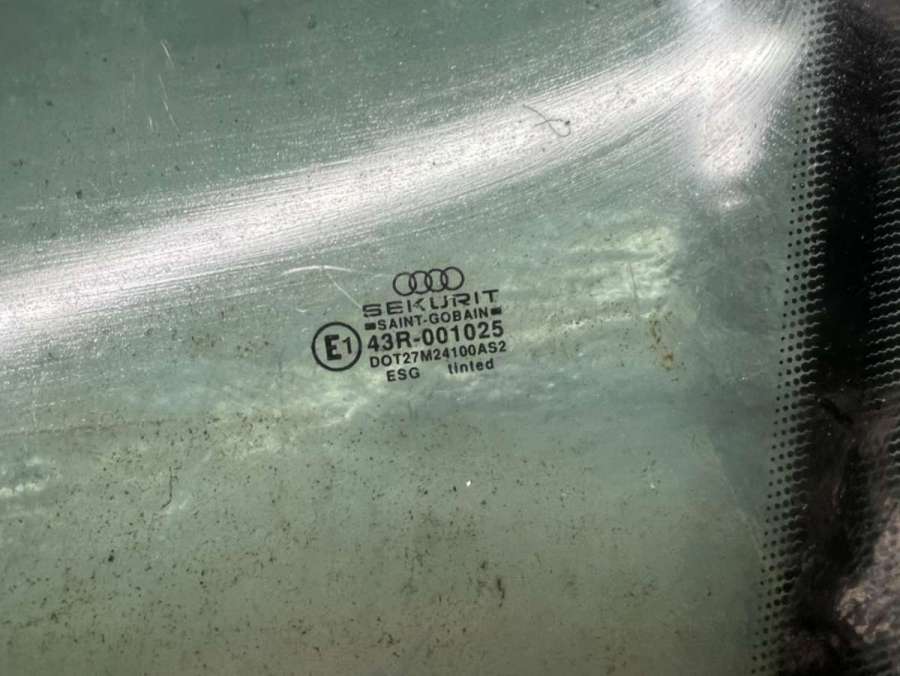 SEKURIT
SAINT-GOBAIN
E1 43R-001025
DOT27M24100AS2
ESG tinted